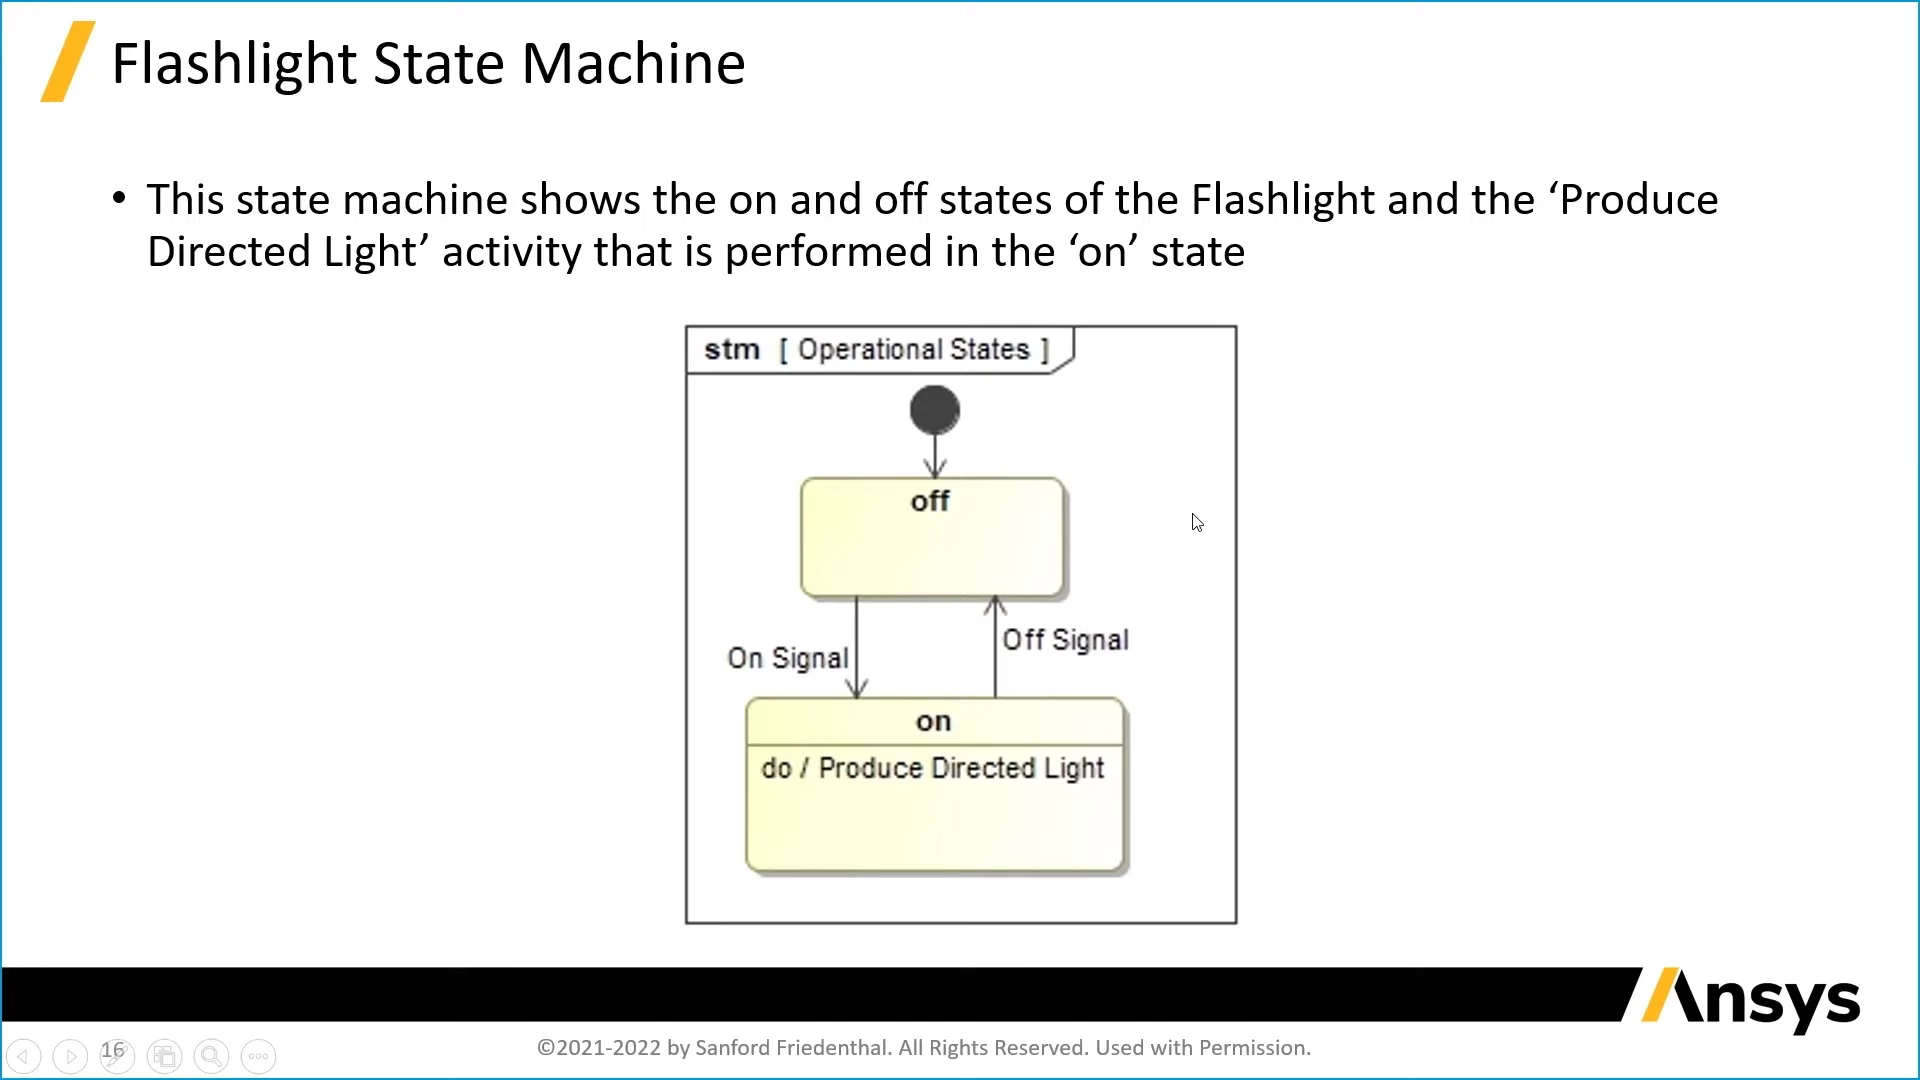 Flashlight State Machine
• This state machine shows the on and off states of the Flashlight and the ‘Produce
Directed Light’ activity that is performed in the ‘on’ state
stm [ Operational States ]
off
On Signal
Off Signal
on
do / Produce Directed Light
Ansys
16
©2021-2022 by Sanford Friedenthal. All Rights Reserved. Used with Permission.